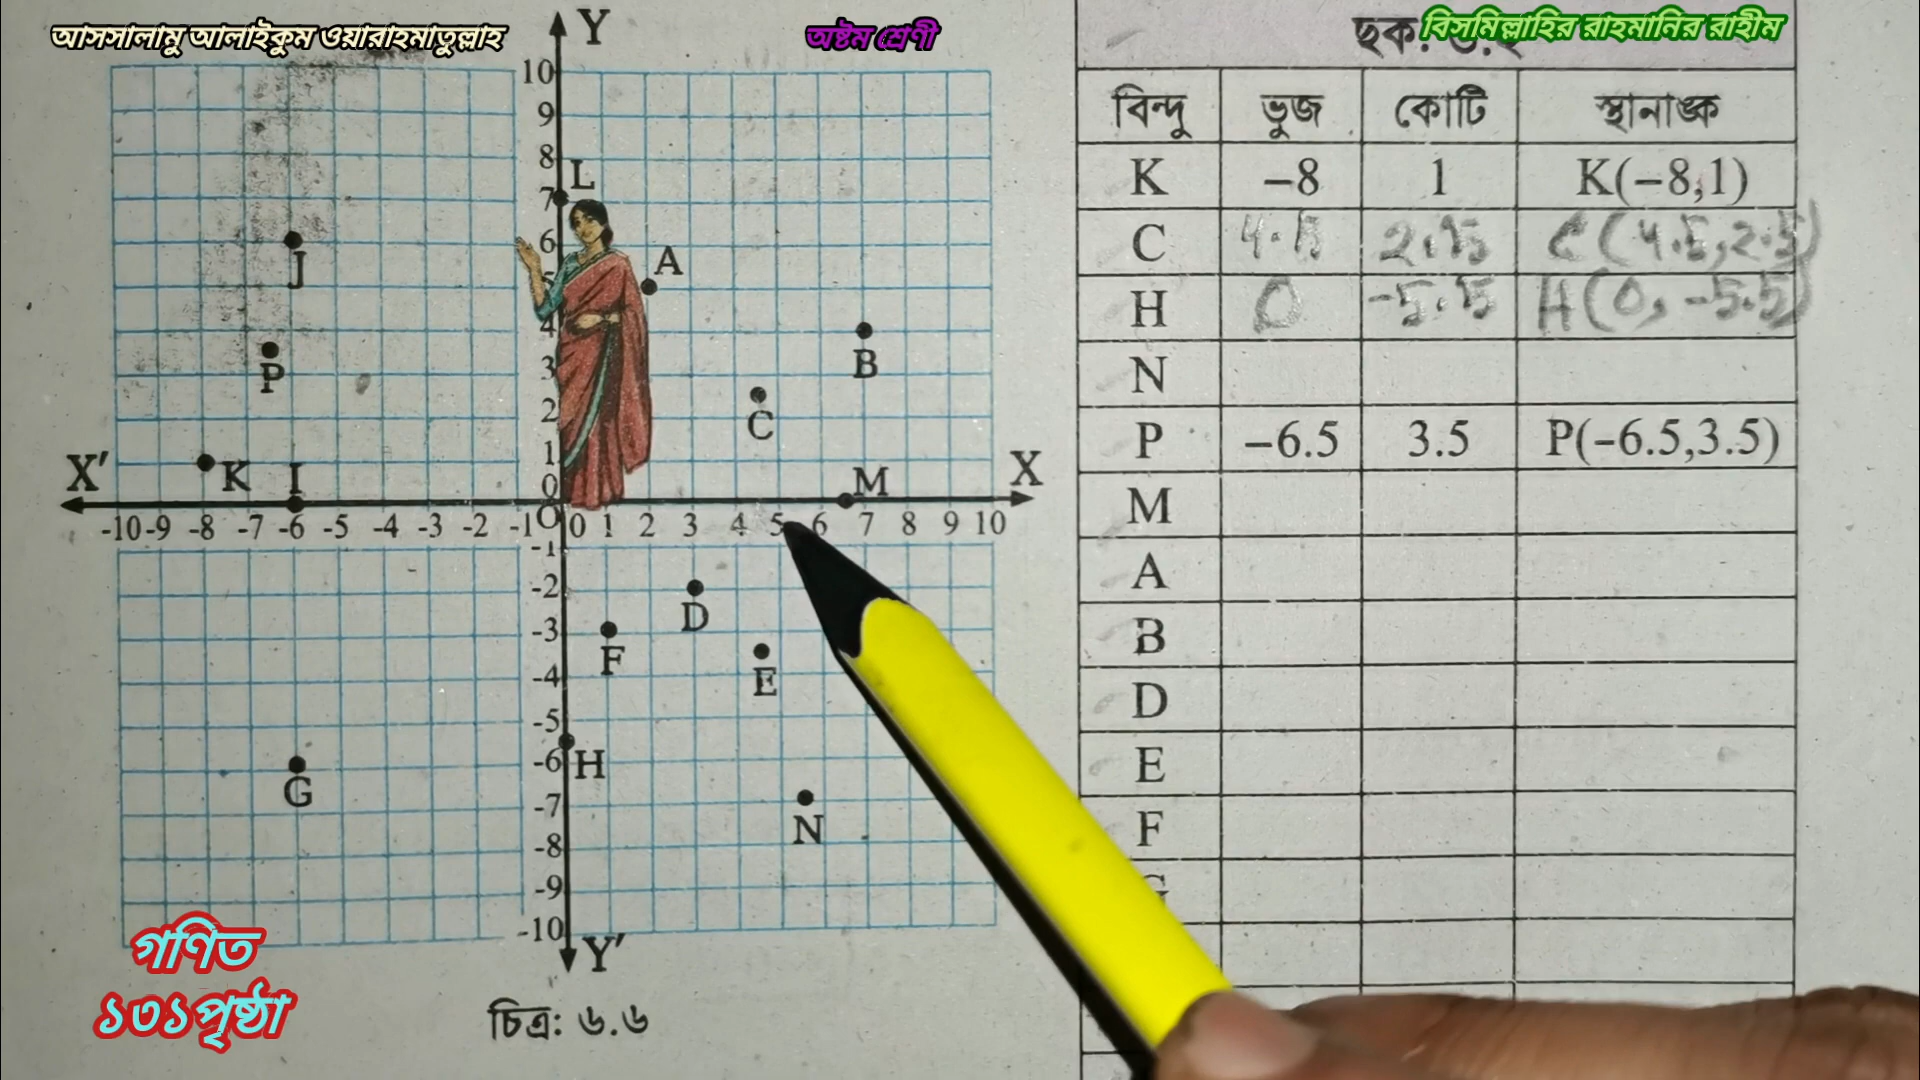 আসসালামু আলাইকুম ওয়ারাহমাতুল্লাহ
অষ্টম শ্রেণী
বিসমিল্লাহির রাহমানির রাহীম
Y
10
9
8
L
7
6
J
A
4
B
P
3
C
2
1
X′
K
I
0
M
X
-10 -9 -8 -7 -6 -5 -4 -3 -2 -1 O 0 1 2 3 4 5 6 7 8 9 10
-1
-2
D
-3
F
E
-4
-5
-6
H
G
-7
N
-8
-9
-10
Y′
চিত্র: ৬.৬
গণিত
১৩১পৃষ্ঠা
ছক:
বিন্দু ভুজ কোটি স্থানাঙ্ক
K −8 1 K(−8,1)
C 4.5 2.5 C(4.5,2.5)
H 0 -5.5 H(0, -5.5)
N
P −6.5 3.5 P(−6.5,3.5)
M
A
B
D
E
F